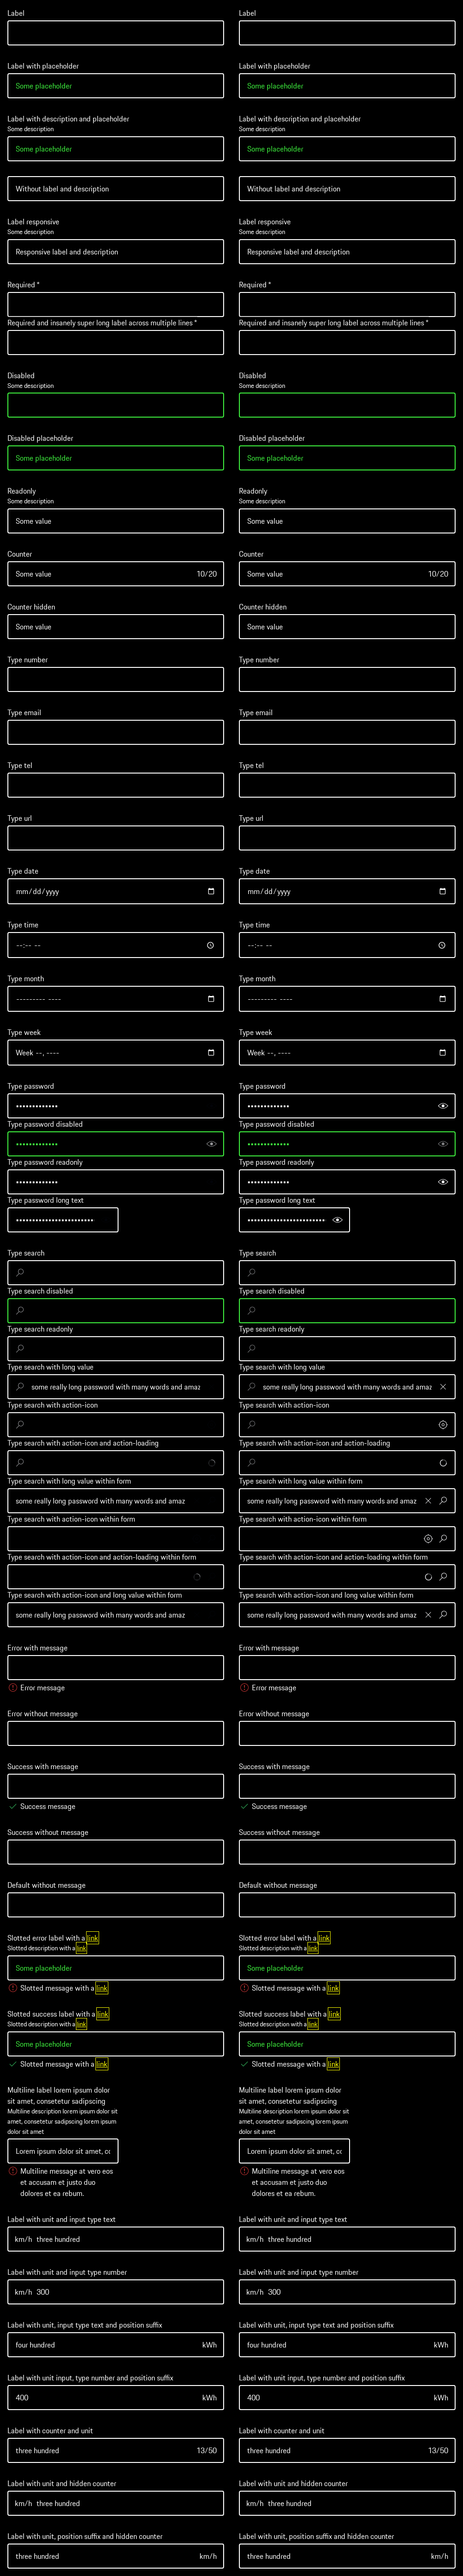 Label
Label with placeholder
Some placeholder
Label with description and placeholder
Some description
Some placeholder
Without label and description
Label responsive
Some description
Responsive label and description
Required *
Required and insanely super long label across multiple lines *
Disabled
Some description
Disabled placeholder
Some placeholder
Readonly
Some description
Some value
Counter
Some value 10/20
Counter hidden
Some value
Type number
Type email
Type tel
Type url
Type date
mm/dd/yyyy
Type time
--:-- --
Type month
--------- ----
Type week
Week --, ----
Type password
•••••••••••••
Type password disabled
•••••••••••••
Type password readonly
•••••••••••••
Type password long text
••••••••••••••••••••••••
Type search
Type search disabled
Type search readonly
Type search with long value
some really long password with many words and amaz
Type search with action-icon
Type search with action-icon and action-loading
Type search with long value within form
some really long password with many words and amaz
Type search with action-icon within form
Type search with action-icon and action-loading within form
Type search with action-icon and long value within form
some really long password with many words and amaz
Error with message
Error message
Error without message
Success with message
Success message
Success without message
Default without message
Slotted error label with a link
Slotted description with a link
Some placeholder
Slotted message with a link
Slotted success label with a link
Slotted description with a link
Some placeholder
Slotted message with a link
Multiline label lorem ipsum dolor
sit amet, consetetur sadipscing
Multiline description lorem ipsum dolor sit
amet, consetetur sadipscing lorem ipsum
dolor sit amet
Lorem ipsum dolor sit amet, cc
Multiline message at vero eos
et accusam et justo duo
dolores et ea rebum.
Label with unit and input type text
km/h three hundred
Label with unit and input type number
km/h 300
Label with unit, input type text and position suffix
four hundred kWh
Label with unit input, type number and position suffix
400 kWh
Label with counter and unit
three hundred 13/50
Label with unit and hidden counter
km/h three hundred
Label with unit, position suffix and hidden counter
three hundred km/h
Label
Label with placeholder
Some placeholder
Label with description and placeholder
Some description
Some placeholder
Without label and description
Label responsive
Some description
Responsive label and description
Required *
Required and insanely super long label across multiple lines *
Disabled
Some description
Disabled placeholder
Some placeholder
Readonly
Some description
Some value
Counter
Some value 10/20
Counter hidden
Some value
Type number
Type email
Type tel
Type url
Type date
mm/dd/yyyy
Type time
--:-- --
Type month
--------- ----
Type week
Week --, ----
Type password
•••••••••••••
Type password disabled
•••••••••••••
Type password readonly
•••••••••••••
Type password long text
••••••••••••••••••••••••
Type search
Type search disabled
Type search readonly
Type search with long value
some really long password with many words and amaz
Type search with action-icon
Type search with action-icon and action-loading
Type search with long value within form
some really long password with many words and amaz
Type search with action-icon within form
Type search with action-icon and action-loading within form
Type search with action-icon and long value within form
some really long password with many words and amaz
Error with message
Error message
Error without message
Success with message
Success message
Success without message
Default without message
Slotted error label with a link
Slotted description with a link
Some placeholder
Slotted message with a link
Slotted success label with a link
Slotted description with a link
Some placeholder
Slotted message with a link
Multiline label lorem ipsum dolor
sit amet, consetetur sadipscing
Multiline description lorem ipsum dolor sit
amet, consetetur sadipscing lorem ipsum
dolor sit amet
Lorem ipsum dolor sit amet, cc
Multiline message at vero eos
et accusam et justo duo
dolores et ea rebum.
Label with unit and input type text
km/h three hundred
Label with unit and input type number
km/h 300
Label with unit, input type text and position suffix
four hundred kWh
Label with unit input, type number and position suffix
400 kWh
Label with counter and unit
three hundred 13/50
Label with unit and hidden counter
km/h three hundred
Label with unit, position suffix and hidden counter
three hundred km/h